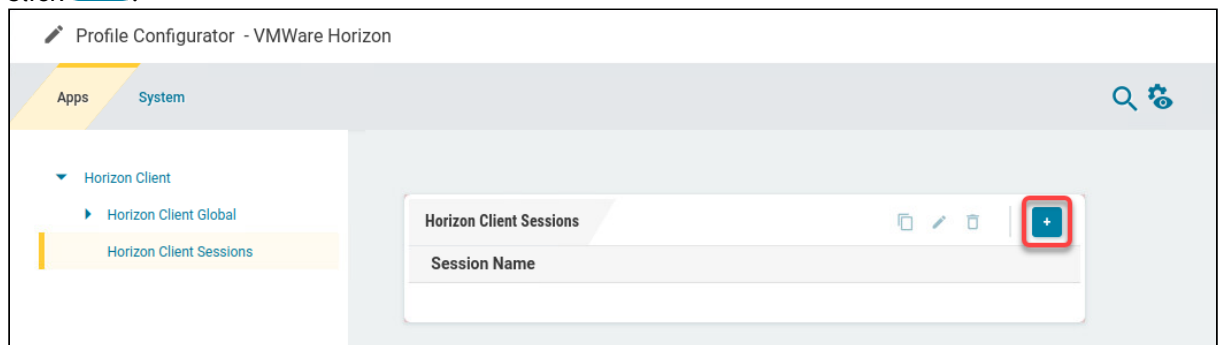 Profile Configurator - VMWare Horizon
Apps System
Horizon Client
Horizon Client Global
Horizon Client Sessions
Horizon Client Sessions
+
Session Name